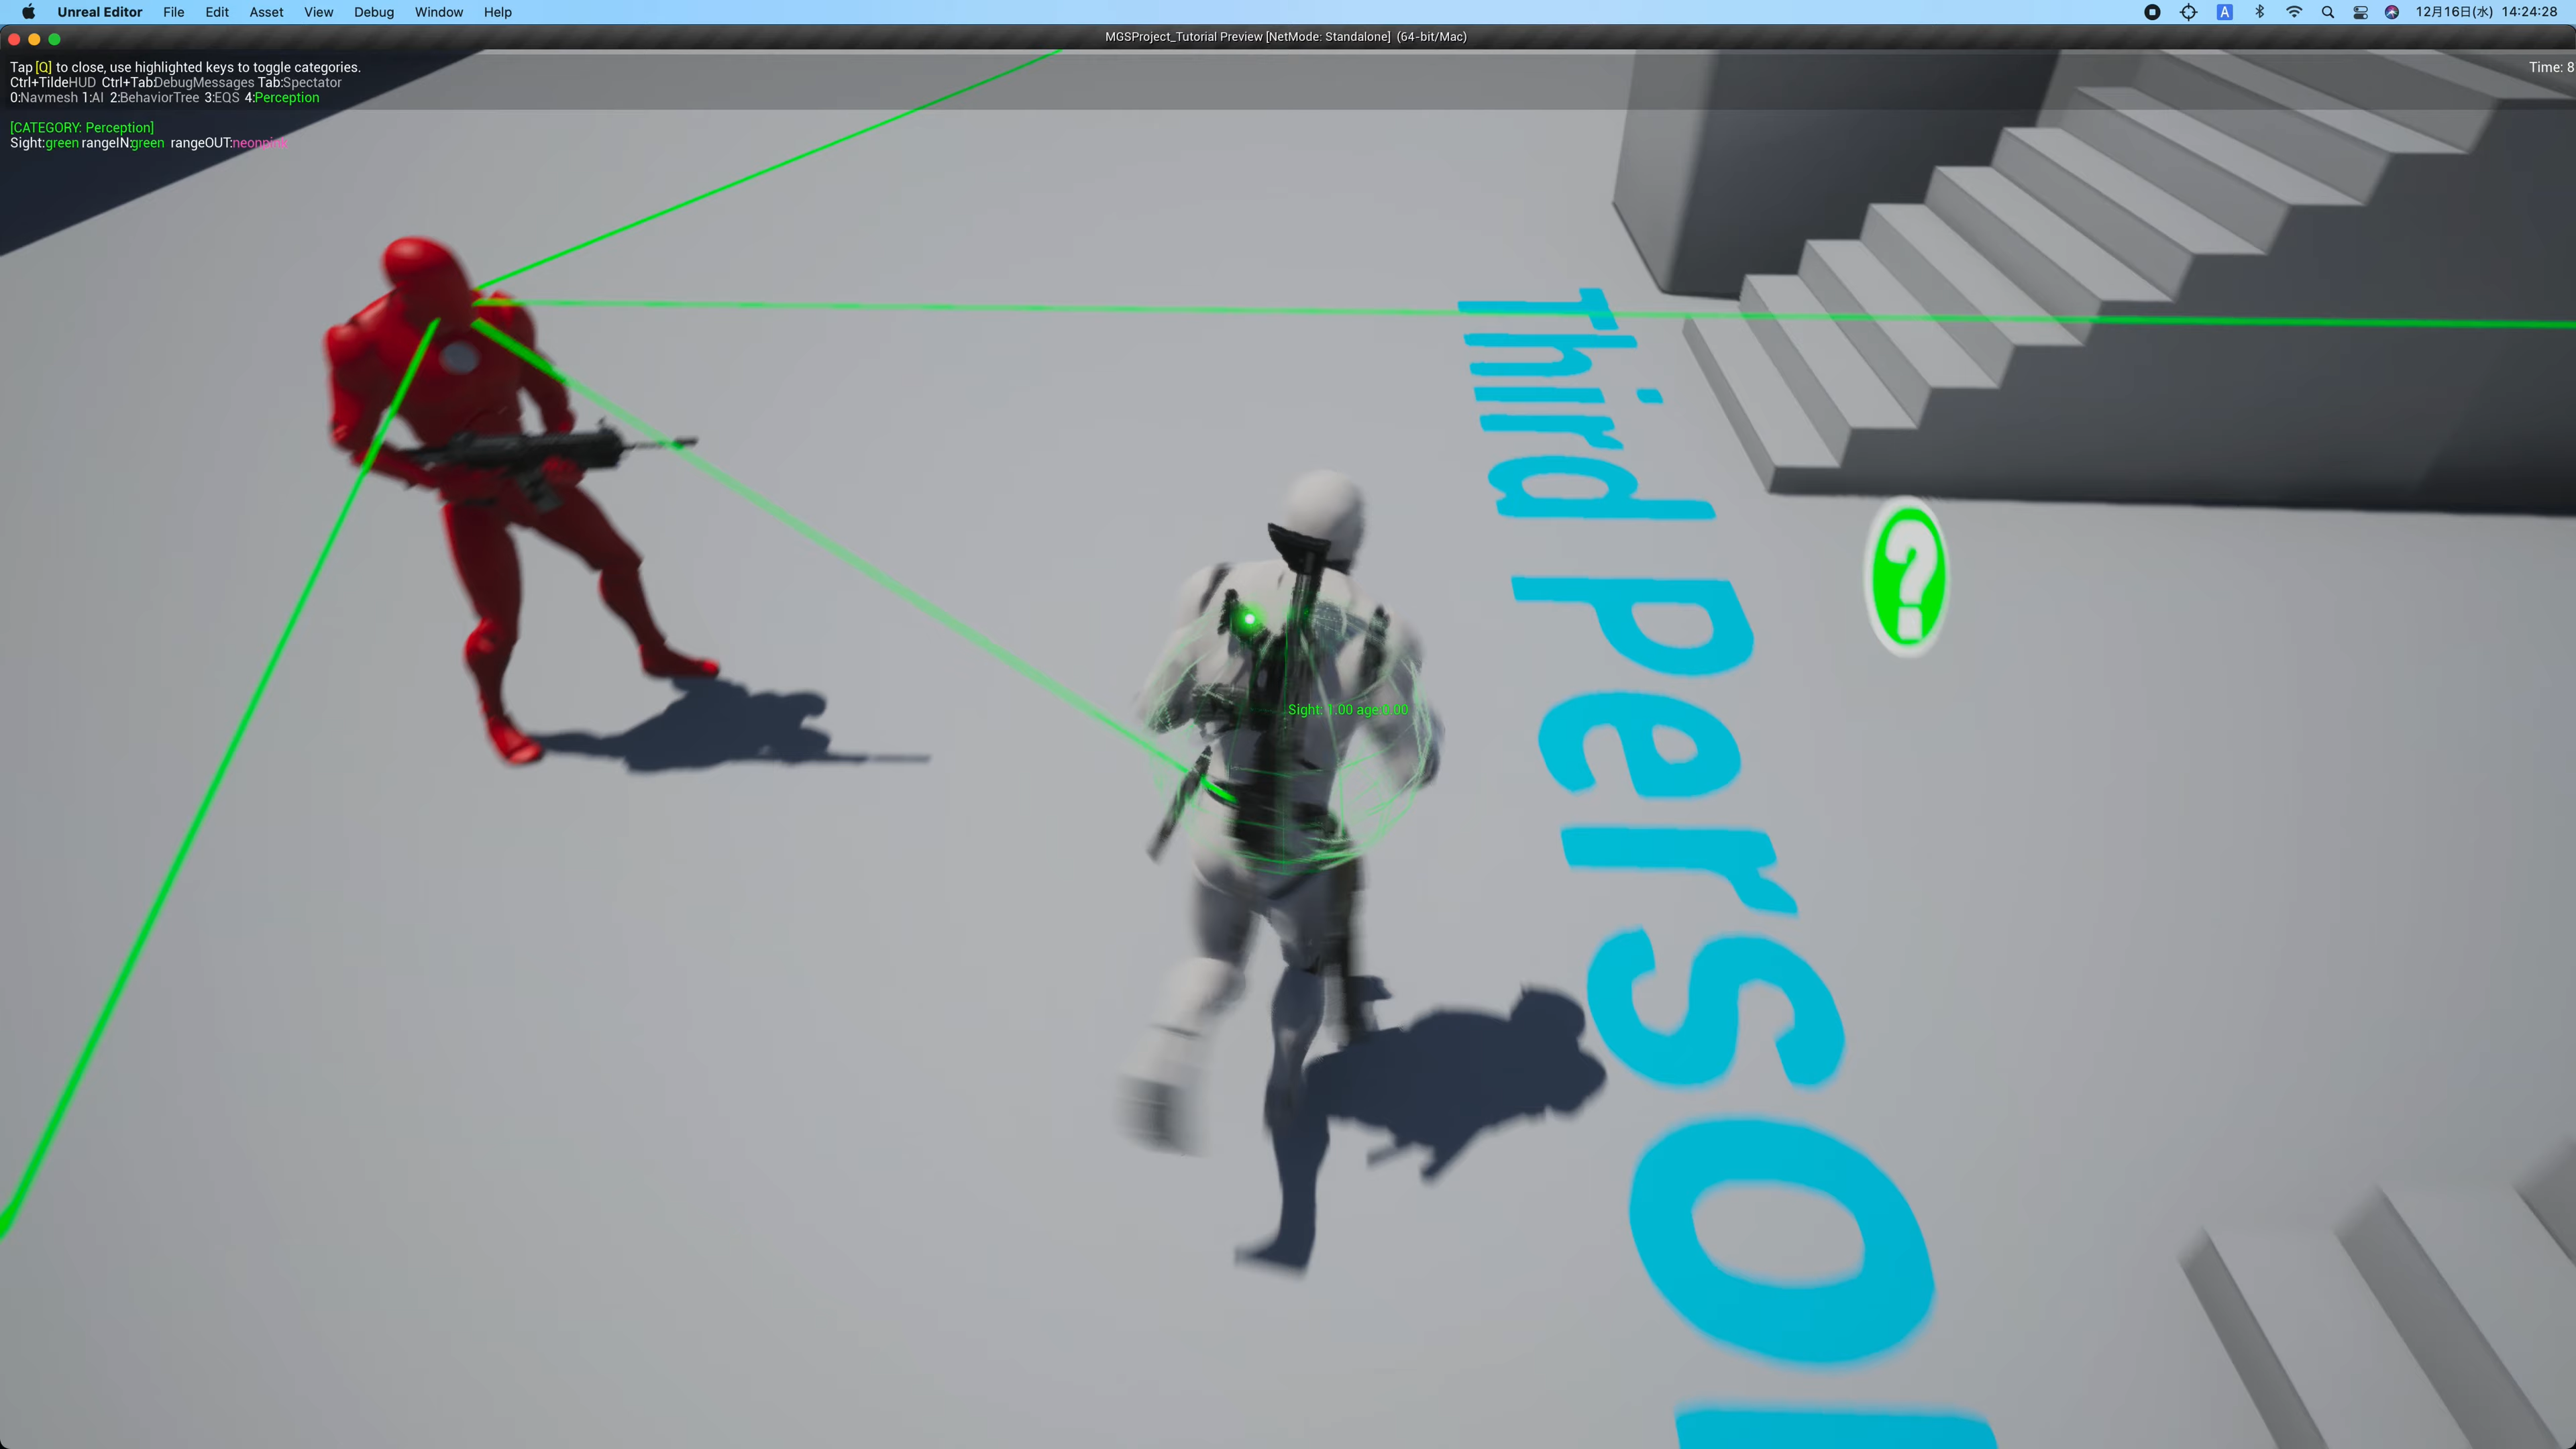 Unreal Editor File Edit Asset View Debug Window Help A 12月16日(水) 14:24:28
MGSProject_Tutorial Preview [NetMode: Standalone] (64-bit/Mac)
Tap [Q] to close, use highlighted keys to toggle categories.
Time: 8
Ctrl+TildeHUD Ctrl+Tab:DebugMessages Tab:Spectator
0:Navmesh 1:AI 2:BehaviorTree 3:EQS 4:Perception
[CATEGORY: Perception]
Sight:green rangeIN:green rangeOUT:neonpink
Third Perso
?
Sight: 1.00 age:0.00